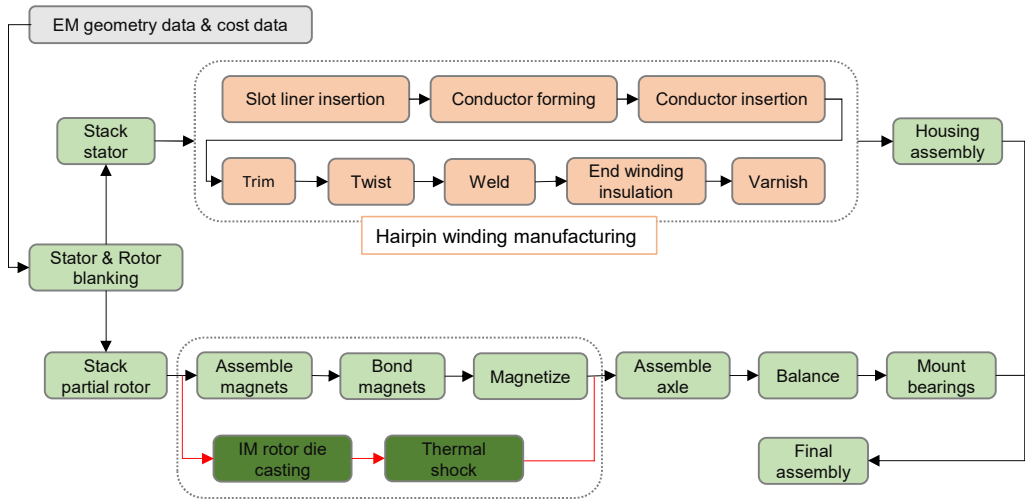 EM geometry data & cost data
Slot liner insertion
Conductor forming
Conductor insertion
Stack
stator
Housing
assembly
Trim
Twist
Weld
End winding
insulation
Varnish
Hairpin winding manufacturing
Stator & Rotor
blanking
Stack
partial rotor
Assemble
magnets
Bond
magnets
Magnetize
Assemble
axle
Balance
Mount
bearings
IM rotor die
casting
Thermal
shock
Final
assembly